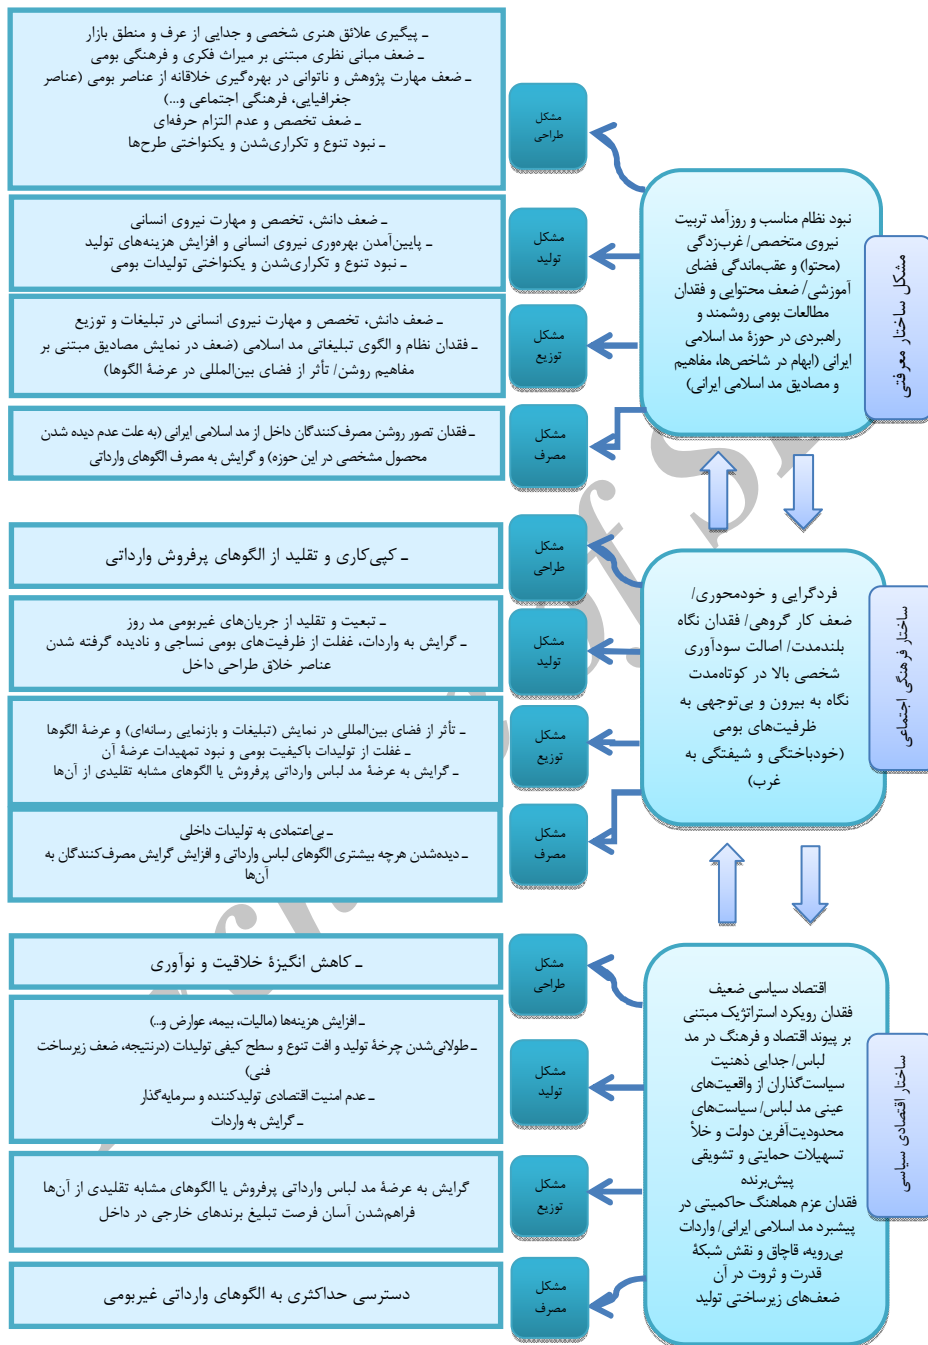 مشکل ساختار معرفتی
نبود نظام مناسب و روزآمد تربیت
نیروی متخصص/ غرب‌زدگی
(محتوا) و عقب‌ماندگی فضای
آموزشی/ ضعف محتوایی و فقدان
مطالعات بومی روشمند و
راهبردی در حوزۀ مد اسلامی
ایرانی (ابهام در شاخص‌ها، مفاهیم
و مصادیق مد اسلامی ایرانی)
مشکل
طراحی
ـ پیگیری علائق هنری شخصی و جدایی از عرف و منطق بازار
ـ ضعف مبانی نظری مبتنی بر میراث فکری و فرهنگی بومی
ـ ضعف مهارت پژوهش و ناتوانی در بهره‌گیری خلاقانه از عناصر بومی (عناصر
جغرافیایی، فرهنگی اجتماعی و...)
ـ ضعف تخصص و عدم التزام حرفه‌ای
ـ نبود تنوع و تکراری‌شدن و یکنواختی طرح‌ها
مشکل
تولید
ـ ضعف دانش، تخصص و مهارت نیروی انسانی
ـ پایین‌آمدن بهره‌وری نیروی انسانی و افزایش هزینه‌های تولید
ـ نبود تنوع و تکراری‌شدن و یکنواختی تولیدات بومی
مشکل
توزیع
ـ ضعف دانش، تخصص و مهارت نیروی انسانی در تبلیغات و توزیع
ـ فقدان نظام و الگوی تبلیغاتی مد اسلامی (ضعف در نمایش مصادیق مبتنی بر
مفاهیم روشن/ تأثر از فضای بین‌المللی در عرضۀ الگوها)
مشکل
مصرف
ـ فقدان تصور روشن مصرف‌کنندگان داخل از مد اسلامی ایرانی (به علت عدم دیده شدن
محصول مشخصی در این حوزه) و گرایش به مصرف الگوهای وارداتی
ساختار فرهنگی اجتماعی
فردگرایی و خودمحوری/
ضعف کار گروهی/ فقدان نگاه
بلندمدت/ اصالت سودآوری
شخصی بالا در کوتاه‌مدت
نگاه به بیرون و بی‌توجهی به
ظرفیت‌های بومی
(خودباختگی و شیفتگی به
غرب)
مشکل
طراحی
ـ کپی‌کاری و تقلید از الگوهای پرفروش وارداتی
مشکل
تولید
ـ تبعیت و تقلید از جریان‌های غیربومی مد روز
ـ گرایش به واردات، غفلت از ظرفیت‌های بومی نساجی و نادیده گرفته شدن
عناصر خلاق طراحی داخل
مشکل
توزیع
ـ تأثر از فضای بین‌المللی در نمایش (تبلیغات و بازنمایی رسانه‌ای) و عرضۀ الگوها
ـ غفلت از تولیدات باکیفیت بومی و نبود تمهیدات عرضۀ آن
ـ گرایش به عرضۀ مد لباس وارداتی پرفروش یا الگوهای مشابه تقلیدی از آن‌ها
مشکل
مصرف
ـ بی‌اعتمادی به تولیدات داخلی
ـ دیده‌شدن هرچه بیشتری الگوهای لباس وارداتی و افزایش گرایش مصرف‌کنندگان به
آن‌ها
ساختار اقتصادی سیاسی
اقتصاد سیاسی ضعیف
فقدان رویکرد استراتژیک مبتنی
بر پیوند اقتصاد و فرهنگ در مد
لباس/ جدایی ذهنیت
سیاست‌گذاران از واقعیت‌های
عینی مد لباس/ سیاست‌های
محدودیت‌آفرین دولت و خلأ
تسهیلات حمایتی و تشویقی
پیش‌برنده
فقدان عزم هماهنگ حاکمیتی در
پیشبرد مد اسلامی ایرانی/ واردات
بی‌رویه، قاچاق و نقش شبکۀ
قدرت و ثروت در آن
ضعف‌های زیرساختی تولید
مشکل
طراحی
ـ کاهش انگیزۀ خلاقیت و نوآوری
مشکل
تولید
ـ افزایش هزینه‌ها (مالیات، بیمه، عوارض و...)
ـ طولانی‌شدن چرخۀ تولید و افت تنوع و سطح کیفی تولیدات (درنتیجه، ضعف زیرساخت
فنی)
ـ عدم امنیت اقتصادی تولیدکننده و سرمایه‌گذار
ـ گرایش به واردات
مشکل
توزیع
گرایش به عرضۀ مد لباس وارداتی پرفروش یا الگوهای مشابه تقلیدی از آن‌ها
فراهم‌شدن آسان فرصت تبلیغ برندهای خارجی در داخل
مشکل
مصرف
دسترسی حداکثری به الگوهای وارداتی غیربومی